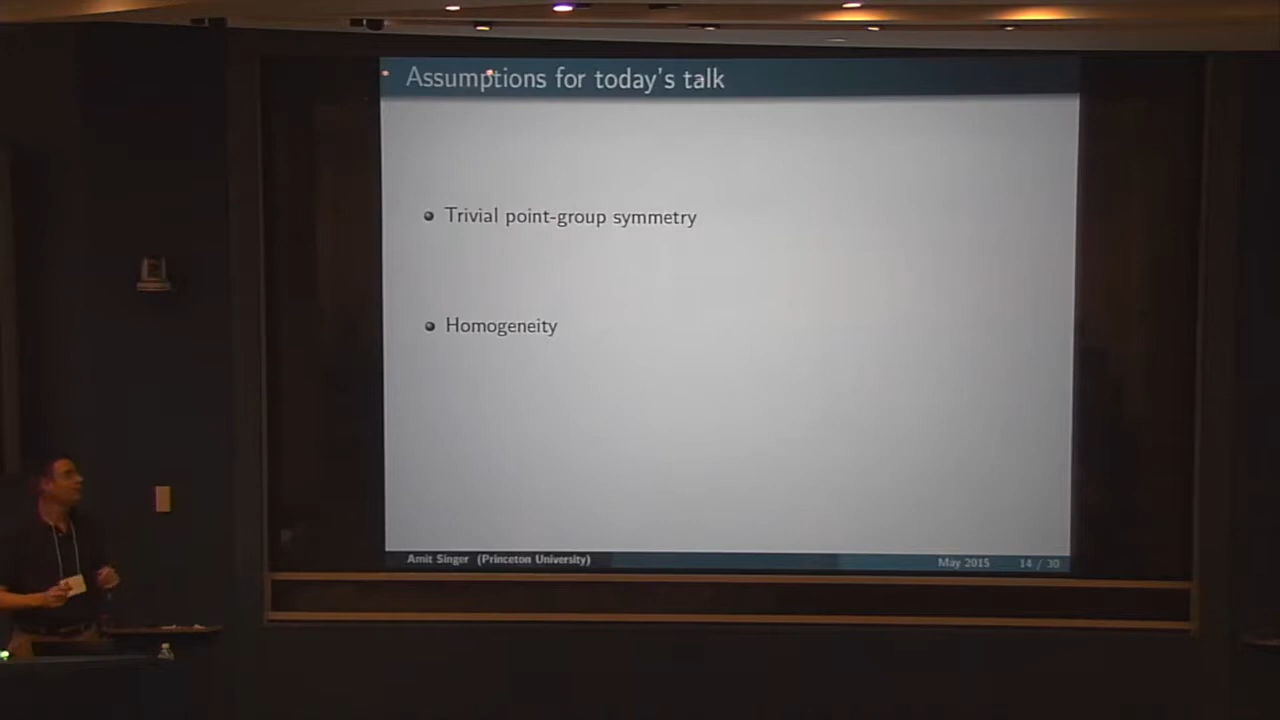 Assumptions for today's talk
Trivial point-group symmetry
Homogeneity
Amit Singer (Princeton University)
May 2015 14 / 30